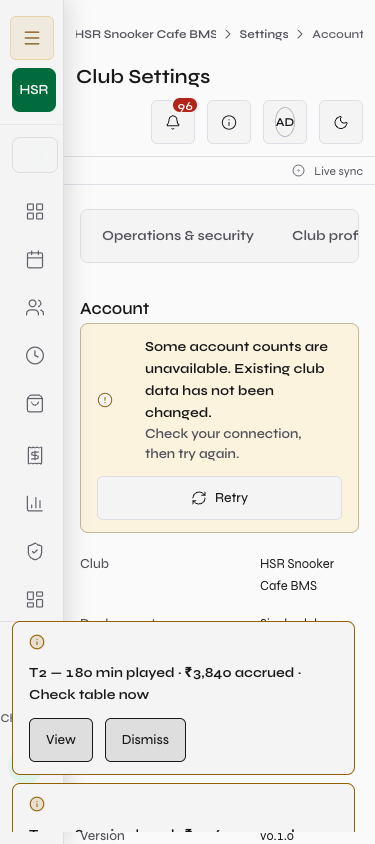 HSR Snooker Cafe BMS > Settings > Account
HSR
Club Settings
96
AD
Live sync
Operations & security
Club prof
Account
Some account counts are
unavailable. Existing club
data has not been
changed.
Check your connection,
then try again.
Retry
Club
HSR Snooker
Cafe BMS
T2 — 180 min played · ₹3,840 accrued ·
Check table now
View
Dismiss
Version
v0.1.0